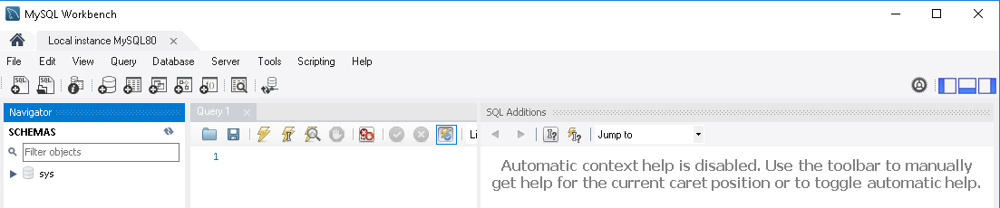 MySQL Workbench
Local instance MySQL80
File Edit View Query Database Server Tools Scripting Help
SQL SQL
Navigator
Query 1
SQL Additions
SCHEMAS
Li
Jump to
Filter objects
1
sys
Automatic context help is disabled. Use the toolbar to manually
get help for the current caret position or to toggle automatic help.